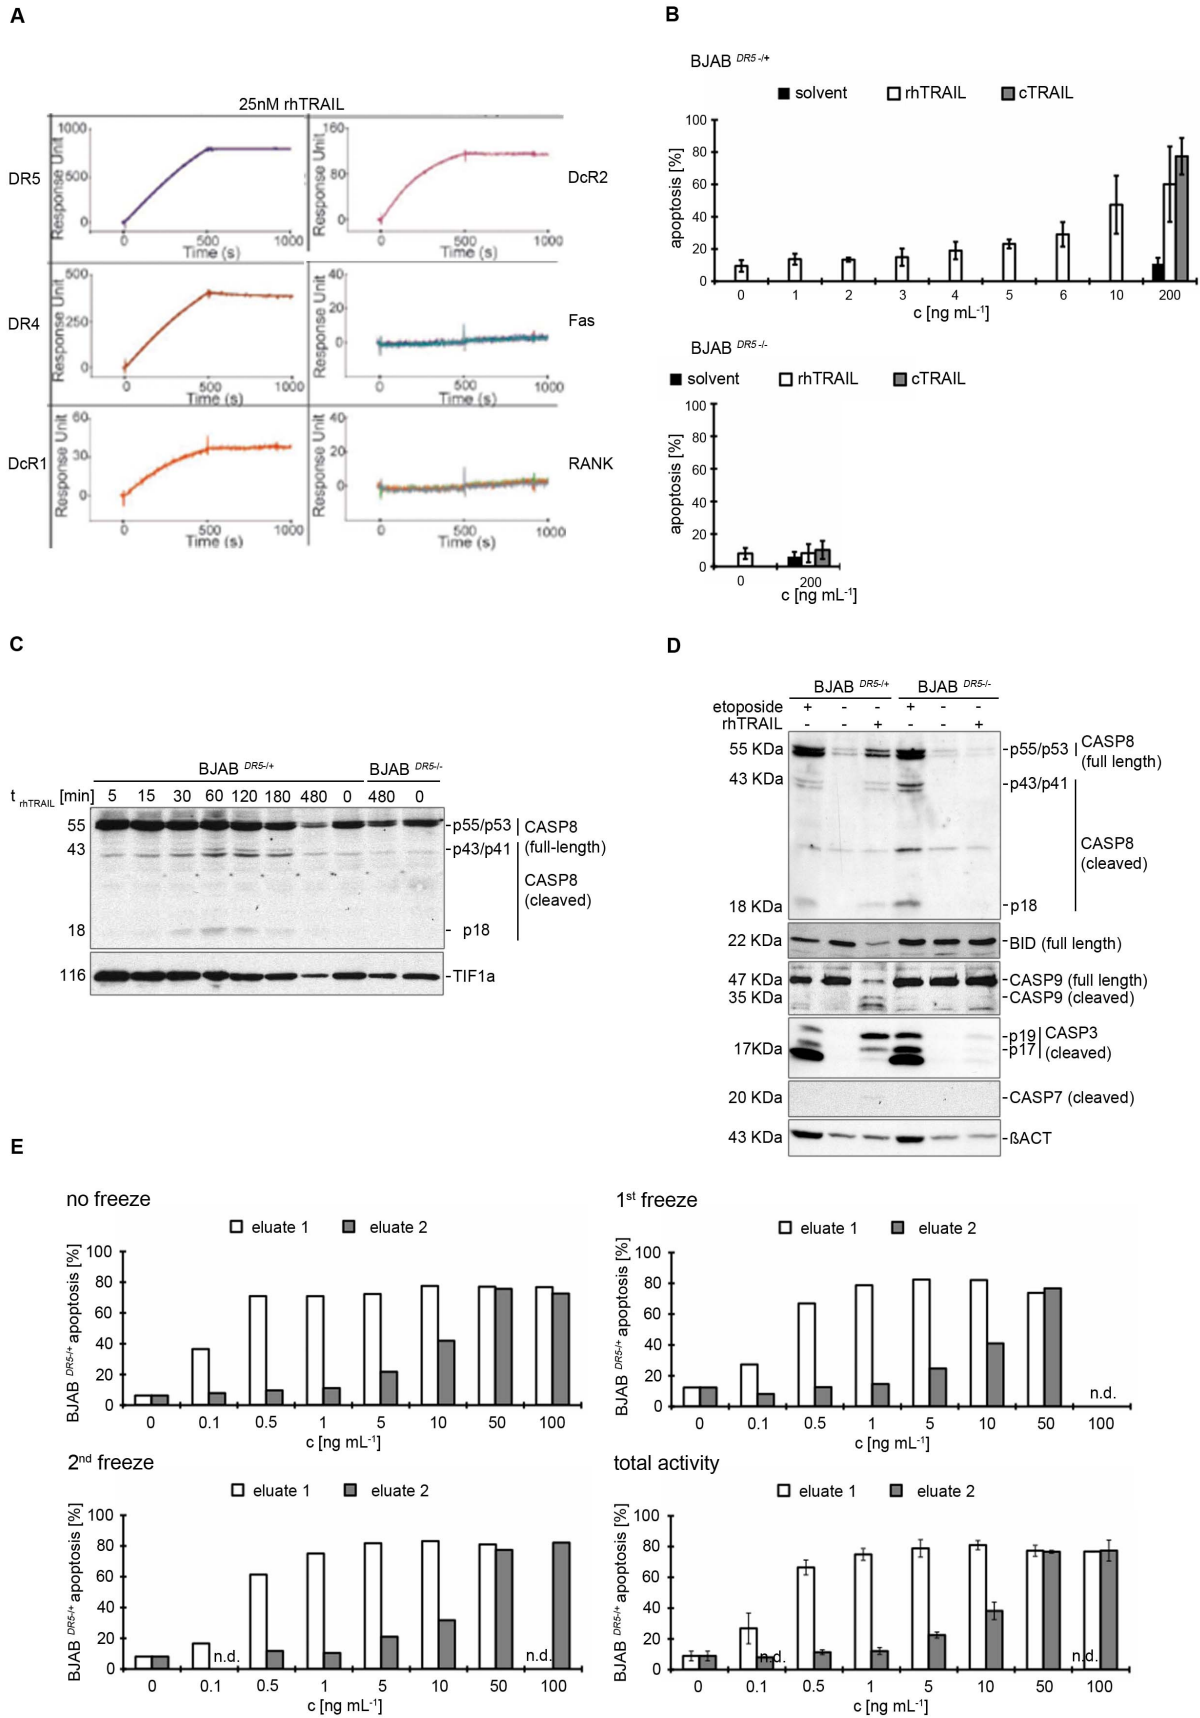 A
25nM rhTRAIL
DR5
Response Unit
1000
500
0
0 500 1000
Time (s)
Response Unit
160
80
0
0 500 1000
Time (s)
DcR2
DR4
Response Unit
500
250
0
0 500 1000
Time (s)
Response Unit
40
20
0
0 500 1000
Time (s)
Fas
DcR1
Response Unit
60
30
0
0 500 1000
Time (s)
Response Unit
40
20
0
0 500 1000
Time (s)
RANK
B
BJAB DR5 -/+
solvent rhTRAIL cTRAIL
apoptosis [%]
100
80
60
40
20
0
0 1 2 3 4 5 6 10 200
c [ng mL-1]
BJAB DR5 -/-
solvent rhTRAIL cTRAIL
apoptosis [%]
100
80
60
40
20
0
0 200
c [ng mL-1]
C
BJAB DR5-/+ BJAB DR5-/-
t rhTRAIL [min] 5 15 30 60 120 180 480 0 480 0
55 -p55/p53 CASP8
(full-length)
43 -p43/p41
CASP8
(cleaved)
18 - p18
116 -TIF1a
D
BJAB DR5-/+ BJAB DR5-/-
etoposide + - - + - -
rhTRAIL - - + - - +
55 KDa -p55/p53 CASP8
(full length)
43 KDa -p43/p41
CASP8
(cleaved)
18 KDa -p18
22 KDa -BID (full length)
47 KDa -CASP9 (full length)
35 KDa -CASP9 (cleaved)
-p19 CASP3
17KDa -p17 (cleaved)
20 KDa -CASP7 (cleaved)
43 KDa -ßACT
E
no freeze
eluate 1 eluate 2
BJAB DR5-/+ apoptosis [%]
100
80
60
40
20
0
0 0.1 0.5 1 5 10 50 100
c [ng mL-1]
1st freeze
eluate 1 eluate 2
BJAB DR5-/+ apoptosis [%]
100
80
60
40
20
0
n.d.
0 0.1 0.5 1 5 10 50 100
c [ng mL-1]
2nd freeze
eluate 1 eluate 2
BJAB DR5-/+ apoptosis [%]
100
80
60
40
20
0
n.d. n.d.
0 0.1 0.5 1 5 10 50 100
c [ng mL-1]
total activity
eluate 1 eluate 2
BJAB DR5-/+ apoptosis [%]
100
80
60
40
20
0
n.d. n.d.
0 0.1 0.5 1 5 10 50 100
c [ng mL-1]